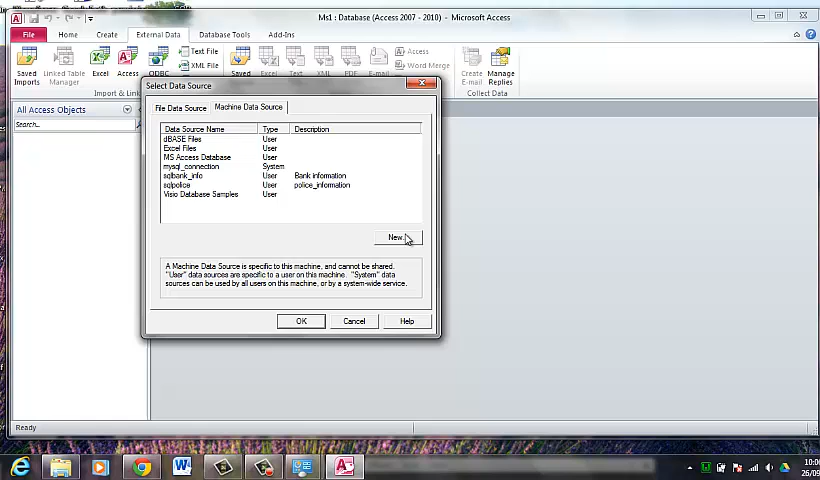 Ms1 : Database (Access 2007 - 2010) - Microsoft Access
File Home Create External Data Database Tools Add-Ins
Saved Imports
Linked Table Manager
Excel
Access
ODBC
Text File
XML File
Saved
Excel
Text
XML
PDF
E-mail
Access
Word Merge
Create E-mail
Manage Replies
Import & Link
Collect Data
All Access Objects
Search...
Select Data Source
File Data Source Machine Data Source
Data Source Name Type Description
dBASE Files User
Excel Files User
MS Access Database User
mysql_connection System
sqlbank_info User Bank information
sqlpolice User police_information
Visio Database Samples User
New...
A Machine Data Source is specific to this machine, and cannot be shared.
"User" data sources are specific to a user on this machine. "System" data
sources can be used by all users on this machine, or by a system-wide service.
OK Cancel Help
Ready